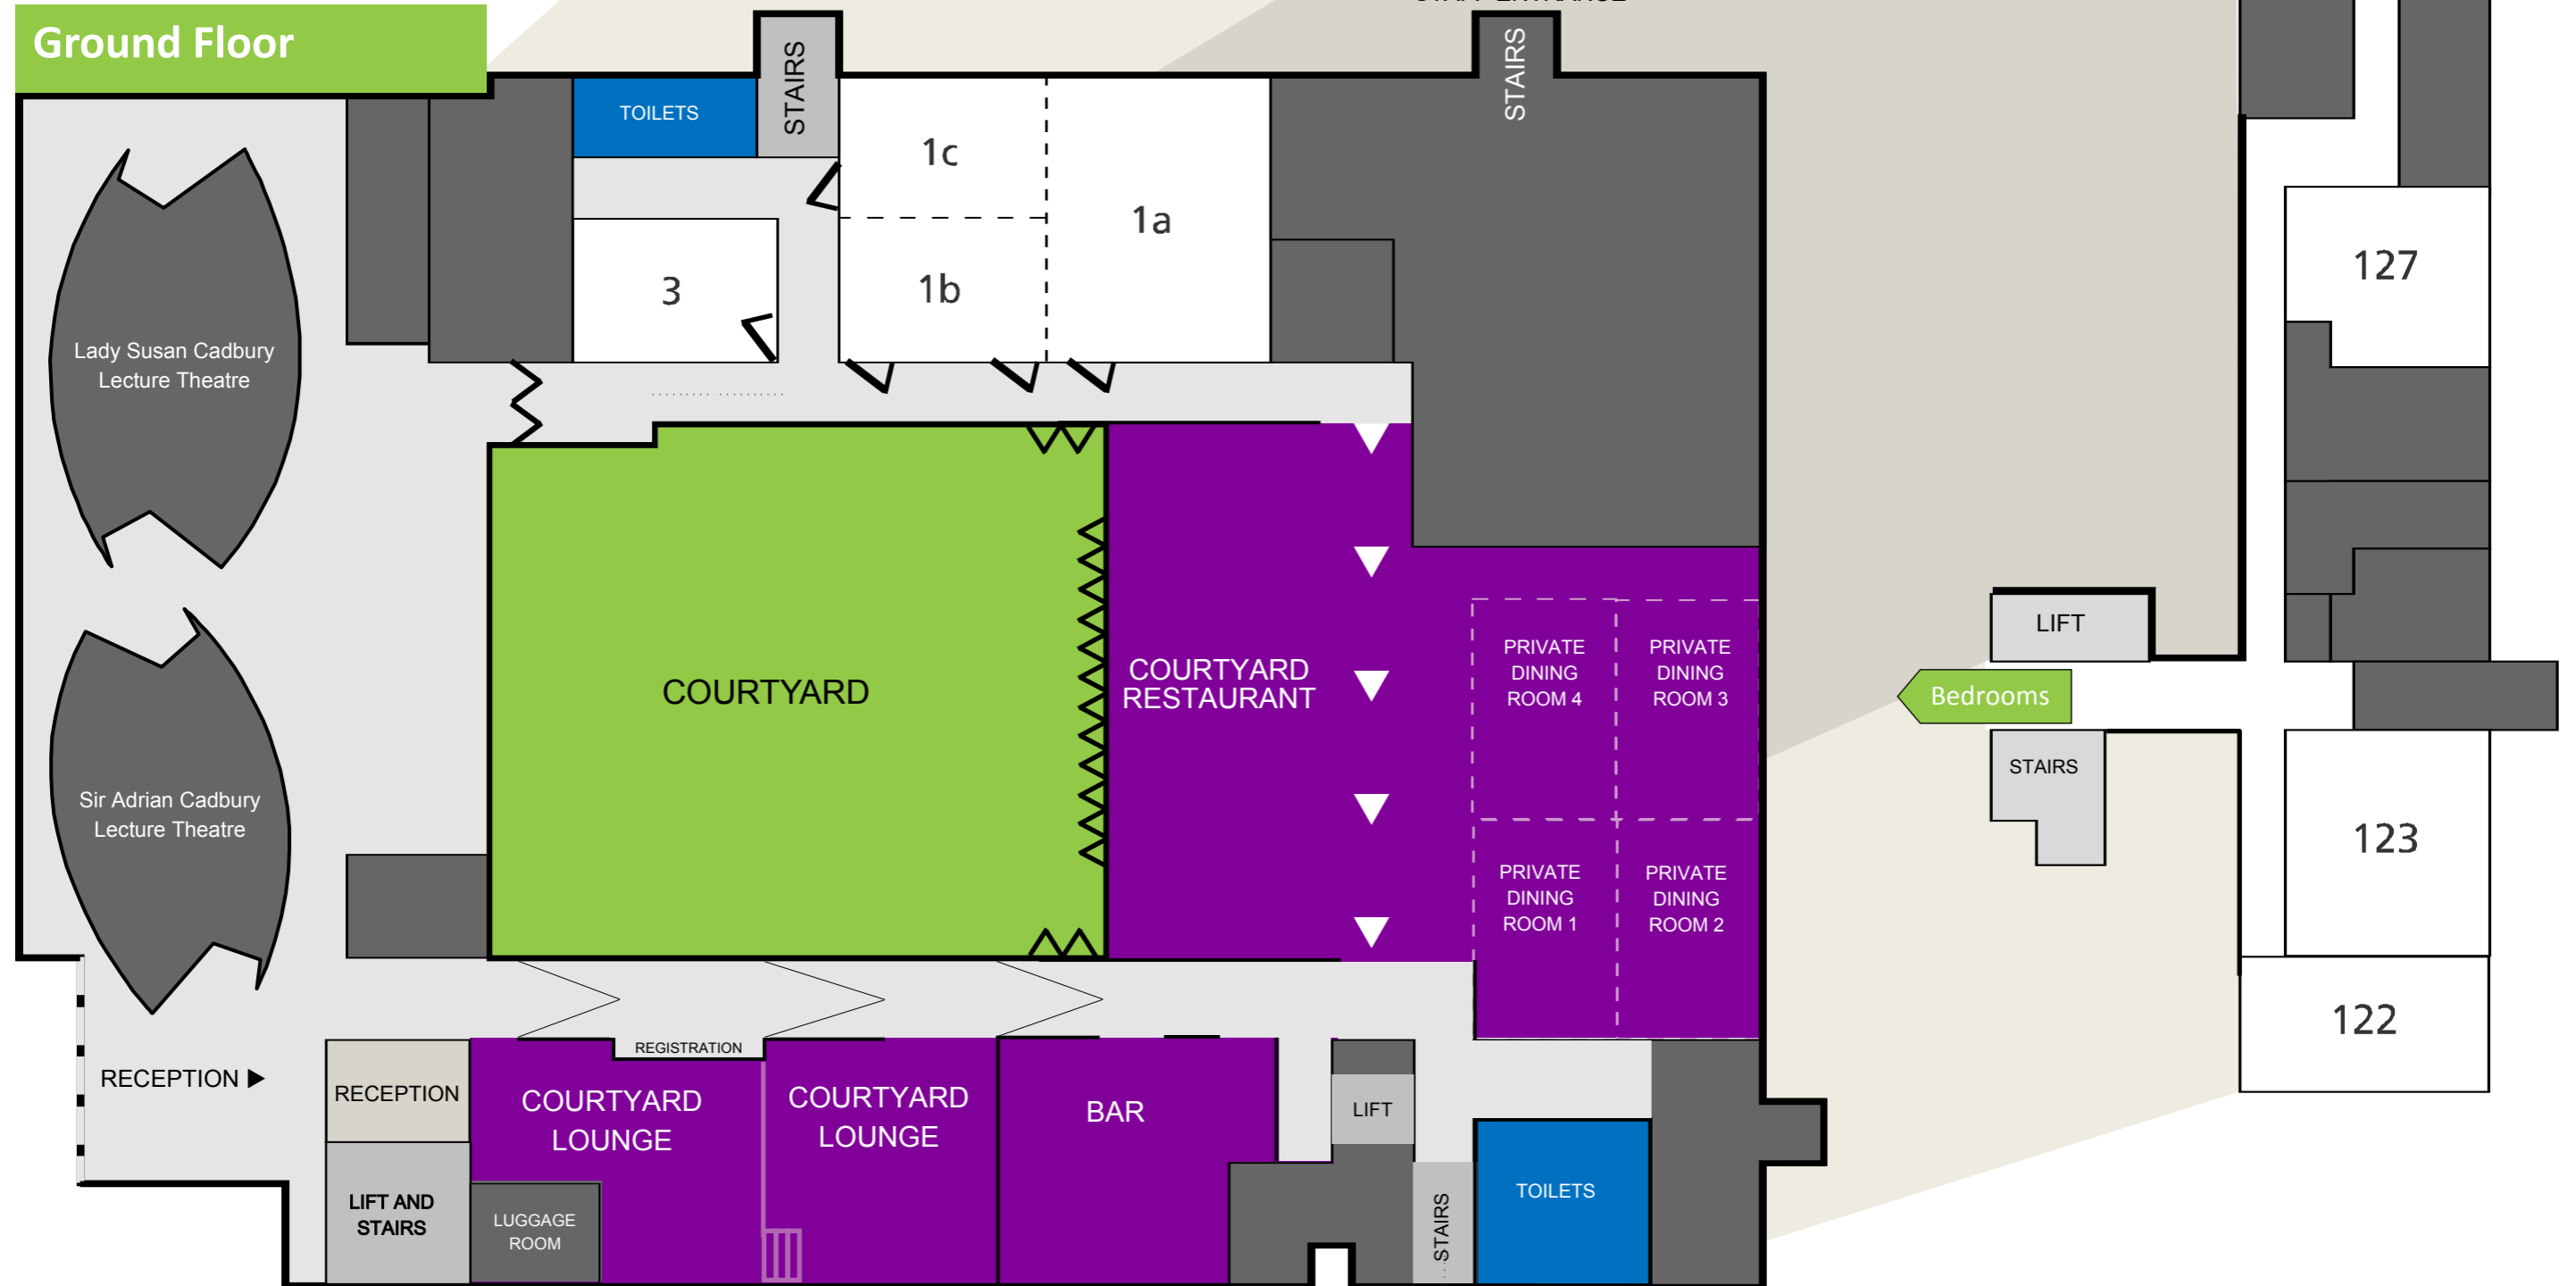 STAFF ENTRANCE
Ground Floor
STAIRS
STAIRS
TOILETS
1c
1a
1b
3
127
Lady Susan Cadbury
Lecture Theatre
COURTYARD
COURTYARD
RESTAURANT
PRIVATE
DINING
ROOM 4
PRIVATE
DINING
ROOM 3
LIFT
Bedrooms
STAIRS
Sir Adrian Cadbury
Lecture Theatre
PRIVATE
DINING
ROOM 1
PRIVATE
DINING
ROOM 2
123
122
REGISTRATION
RECEPTION ▶
RECEPTION
COURTYARD
LOUNGE
COURTYARD
LOUNGE
BAR
LIFT
LIFT AND
STAIRS
LUGGAGE
ROOM
STAIRS
TOILETS